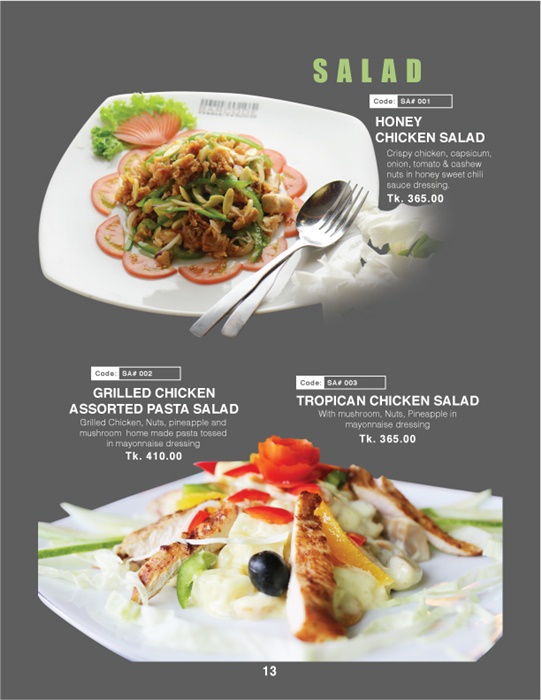 SALAD
Code: SA# 001
HONEY
CHICKEN SALAD
Crispy chicken, capsicum,
onion, tomato & cashew
nuts in honey sweet chili
sauce dressing.
Tk. 365.00
Code: SA# 002
GRILLED CHICKEN
ASSORTED PASTA SALAD
Grilled Chicken, Nuts, pineapple and
mushroom home made pasta tossed
in mayonnaise dressing
Tk. 410.00
Code: SA# 003
TROPICAN CHICKEN SALAD
With mushroom, Nuts, Pineapple in
mayonnaise dressing
Tk. 365.00
13